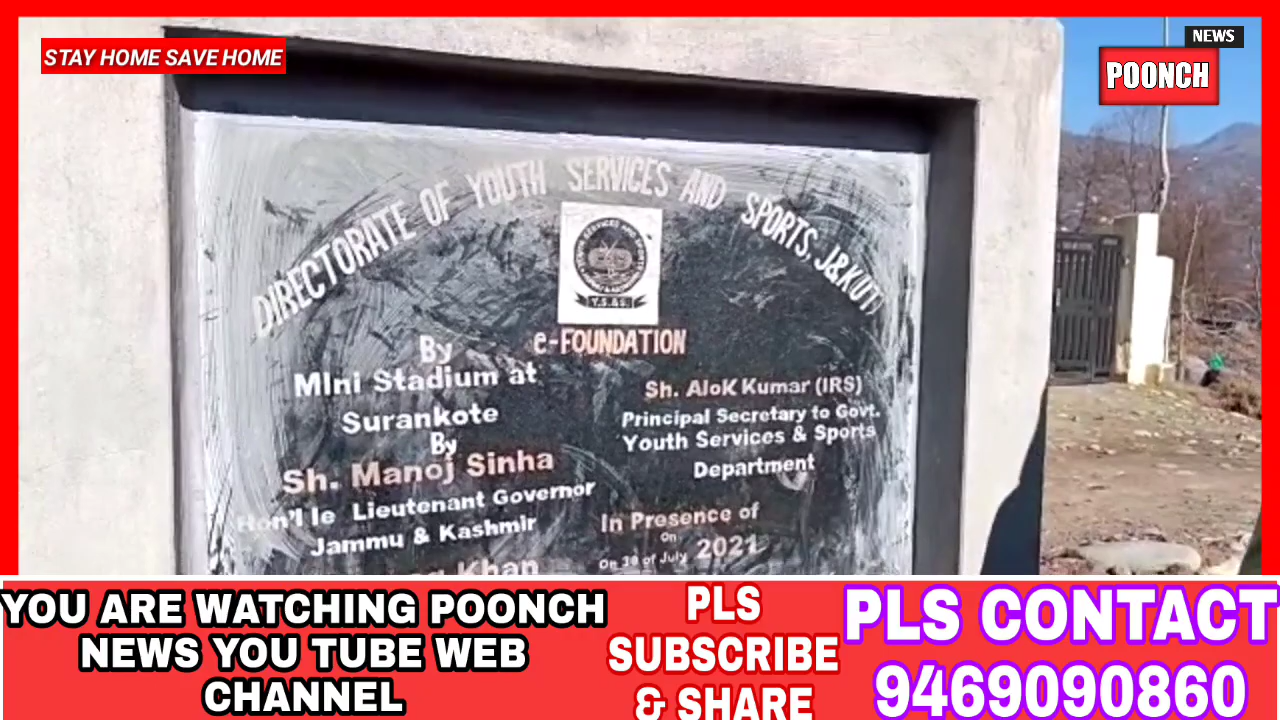 STAY HOME SAVE HOME
NEWS
POONCH
DIRECTORATE OF YOUTH SERVICES AND SPORTS, J&K UT
Y.S.&S.
e-FOUNDATION
By
MIni Stadium at
Surankote
By
Sh. Manoj Sinha
Hon'l le Lieutenant Governor
Jammu & Kashmir
Khan
Sh. AloK Kumar (IRS)
Principal Secretary to Govt.
Youth Services & Sports
Department
In Presence of
On
of July 2021
YOU ARE WATCHING POONCH
NEWS YOU TUBE WEB
CHANNEL
PLS
SUBSCRIBE
& SHARE
PLS CONTACT
9469090860